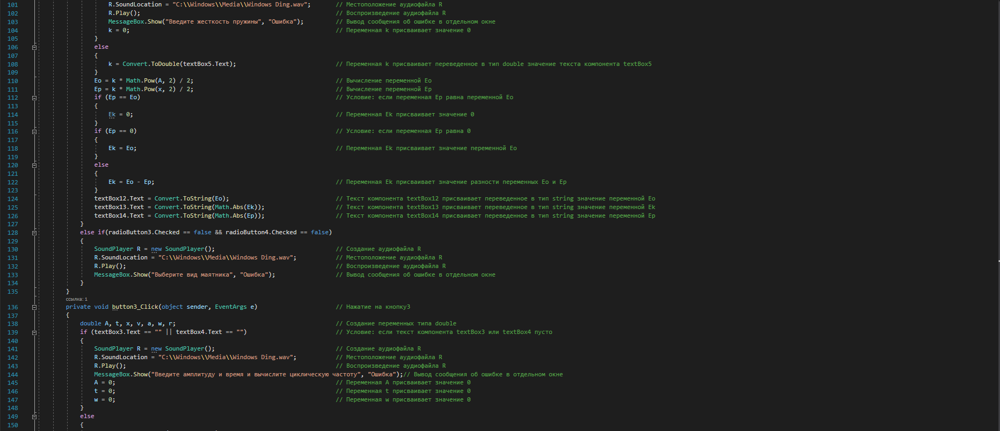 101 R.SoundLocation = "C:\\Windows\\Media\\Windows Ding.wav"; // Местоположение аудиофайла R
102 R.Play(); // Воспроизведение аудиофайла R
103 MessageBox.Show("Введите жесткость пружины", "Ошибка"); // Вывод сообщения об ошибке в отдельном окне
104 k = 0; // Переменная k присваивает значение 0
105 }
106 else
107 {
108 k = Convert.ToDouble(textBox5.Text); // Переменная k присваивает переведенное в тип double значение текста компонента textBox5
109 }
110 Eo = k * Math.Pow(A, 2) / 2; // Вычисление переменной Eo
111 Ep = k * Math.Pow(x, 2) / 2; // Вычисление переменной Ep
112 if (Ep == Eo) // Условие: если переменная Ep равна переменной Eo
113 {
114 Ek = 0; // Переменная Ek присваивает значение 0
115 }
116 if (Ep == 0) // Условие: если переменная Ep равна 0
117 {
118 Ek = Eo; // Переменная Ek присваивает значение переменной Eo
119 }
120 else
121 {
122 Ek = Eo - Ep; // Переменная Ek присваивает значение разности переменных Eo и Ep
123 }
124 textBox12.Text = Convert.ToString(Eo); // Текст компонента textBox12 присваивает переведенное в тип string значение переменной Eo
125 textBox13.Text = Convert.ToString(Math.Abs(Ek)); // Текст компонента textBox13 присваивает переведенное в тип string значение переменной Ek
126 textBox14.Text = Convert.ToString(Math.Abs(Ep)); // Текст компонента textBox14 присваивает переведенное в тип string значение переменной Ep
127 }
128 else if(radioButton3.Checked == false && radioButton4.Checked == false)
129 {
130 SoundPlayer R = new SoundPlayer(); // Создание аудиофайла R
131 R.SoundLocation = "C:\\Windows\\Media\\Windows Ding.wav"; // Местоположение аудиофайла R
132 R.Play(); // Воспроизведение аудиофайла R
133 MessageBox.Show("Выберите вид маятника", "Ошибка"); // Вывод сообщения об ошибке в отдельном окне
134 }
135 }
ссылка: 1
136 private void button3_Click(object sender, EventArgs e) // Нажатие на кнопку3
137 {
138 double A, t, x, v, a, w, r; // Создание переменных типа double
139 if (textBox3.Text == "" || textBox4.Text == "") // Условие: если текст компонента textBox3 или textBox4 пусто
140 {
141 SoundPlayer R = new SoundPlayer(); // Создание аудиофайла R
142 R.SoundLocation = "C:\\Windows\\Media\\Windows Ding.wav"; // Местоположение аудиофайла R
143 R.Play(); // Воспроизведение аудиофайла R
144 MessageBox.Show("Введите амплитуду и время и вычислите циклическую частоту", "Ошибка");// Вывод сообщения об ошибке в отдельном окне
145 A = 0; // Переменная A присваивает значение 0
146 t = 0; // Переменная t присваивает значение 0
147 w = 0; // Переменная w присваивает значение 0
148 }
149 else
150 {